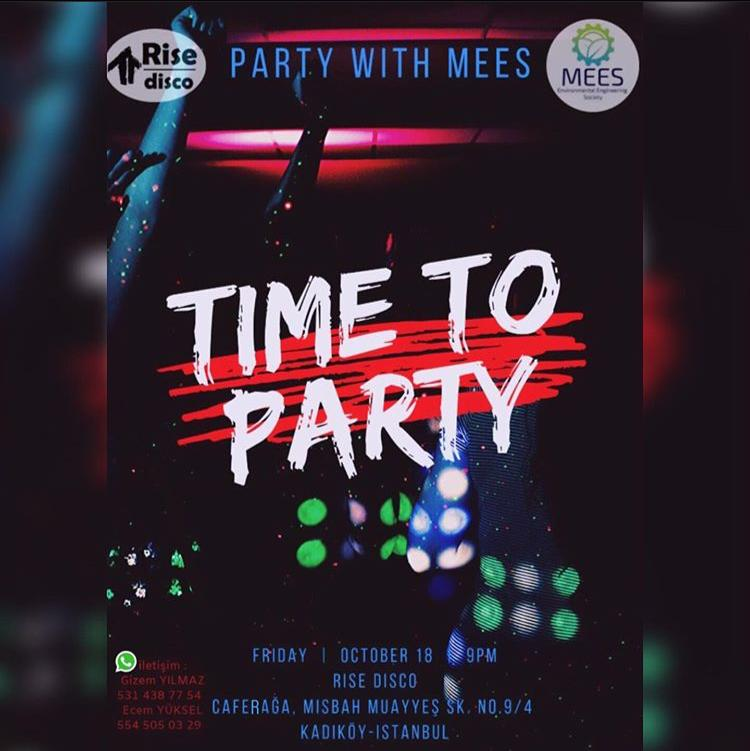 Rise
disco
PARTY WITH MEES
MEES
Environmental Engineering
Society
TIME TO
PARTY
iletişim :
Gizem YILMAZ
531 438 77 54
Ecem YÜKSEL
554 505 03 29
FRIDAY | OCTOBER 18 | 9PM
RISE DISCO
CAFERAĞA, MISBAH MUAYYEŞ SK. NO.9/4
KADIKÖY-ISTANBUL